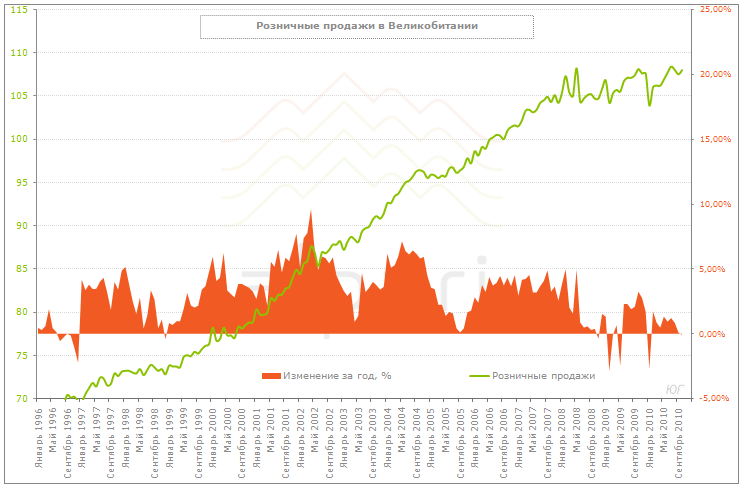 Розничные продажи в Великобритании
115
110
105
100
95
90
85
80
75
70
25,00%
20,00%
15,00%
10,00%
5,00%
0,00%
-5,00%
Изменение за год, %
Розничные продажи
ЮГ
Январь 1996
Май 1996
Сентябрь 1996
Январь 1997
Май 1997
Сентябрь 1997
Январь 1998
Май 1998
Сентябрь 1998
Январь 1999
Май 1999
Сентябрь 1999
Январь 2000
Май 2000
Сентябрь 2000
Январь 2001
Май 2001
Сентябрь 2001
Январь 2002
Май 2002
Сентябрь 2002
Январь 2003
Май 2003
Сентябрь 2003
Январь 2004
Май 2004
Сентябрь 2004
Январь 2005
Май 2005
Сентябрь 2005
Январь 2006
Май 2006
Сентябрь 2006
Январь 2007
Май 2007
Сентябрь 2007
Январь 2008
Май 2008
Сентябрь 2008
Январь 2009
Май 2009
Сентябрь 2009
Январь 2010
Май 2010
Сентябрь 2010